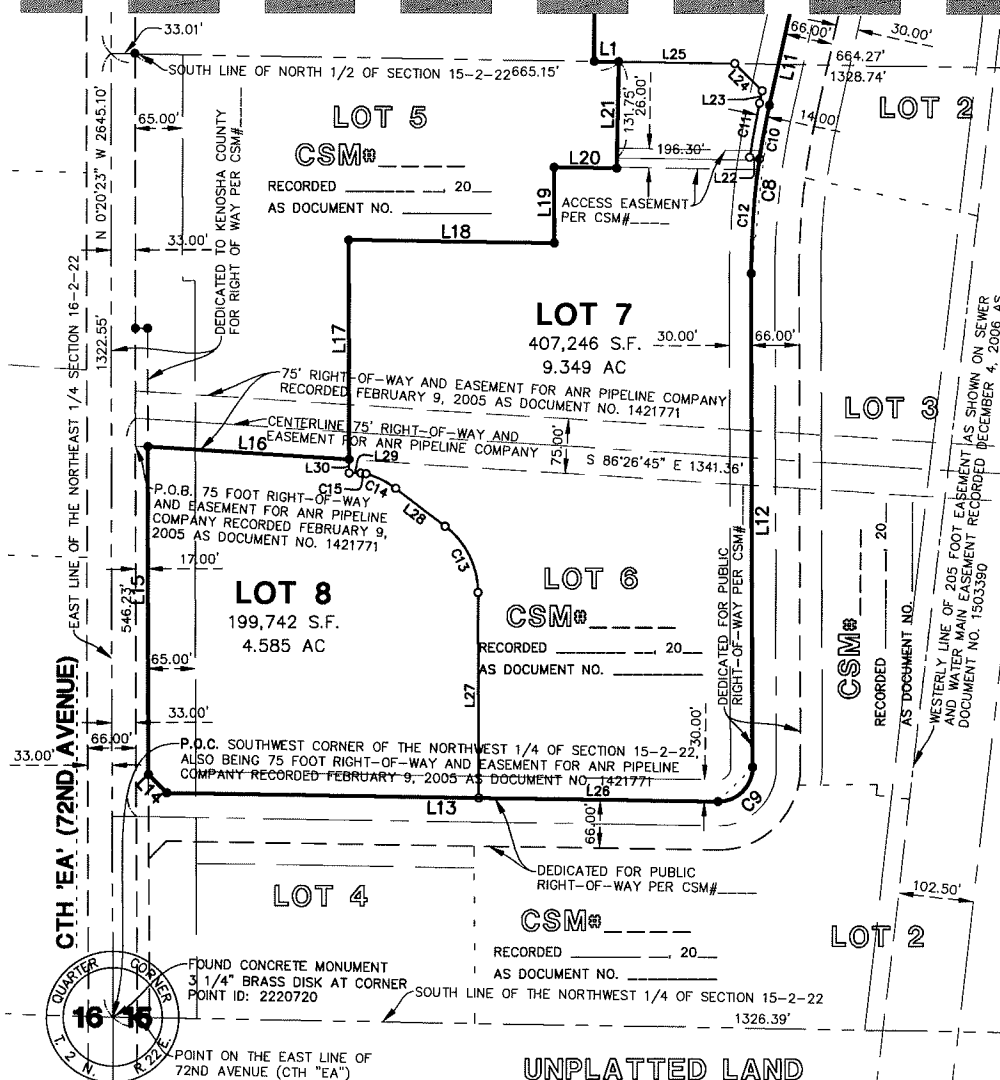 33.01'
SOUTH LINE OF NORTH 1/2 OF SECTION 15-2-22
665.15'
L1
L25
66.00'
30.00'
664.27'
1328.74'
L11
L24
L23
C11
C10
14.00
L21
131.75'
26.00'
196.30'
L22
C8
C12
LOT 2
N 0°20'23" W 2645.10'
65.00'
LOT 5
CSM#______
RECORDED ________, 20__
AS DOCUMENT NO. ________
DEDICATED TO KENOSHA COUNTY
FOR RIGHT OF WAY PER CSM#____
33.00'
1322.55'
L20
L19
ACCESS EASEMENT
PER CSM#____
L18
L17
LOT 7
407,246 S.F.
9.349 AC
30.00'
66.00'
75' RIGHT-OF-WAY AND EASEMENT FOR ANR PIPELINE COMPANY
RECORDED FEBRUARY 9, 2005 AS DOCUMENT NO. 1421771
LOT 3
CENTERLINE 75' RIGHT-OF-WAY AND
EASEMENT FOR ANR PIPELINE COMPANY
75.00'
S 86°26'45" E 1341.36'
L16
L30
L29
C15
C14
L28
C13
P.O.B. 75 FOOT RIGHT-OF-WAY
AND EASEMENT FOR ANR PIPELINE
COMPANY RECORDED FEBRUARY 9,
2005 AS DOCUMENT NO. 1421771
EAST LINE OF THE NORTHEAST 1/4 SECTION 16-2-22
17.00'
L15
546.23'
LOT 8
199,742 S.F.
4.585 AC
65.00'
33.00'
66.00'
33.00'
LOT 6
CSM#______
RECORDED ________, 20__
AS DOCUMENT NO. ________
L27
L12
DEDICATED FOR PUBLIC
RIGHT-OF-WAY PER CSM#____
CSM#______
RECORDED ________ 20__
AS DOCUMENT NO.
WESTERLY LINE OF 205 FOOT EASEMENT (AS SHOWN ON SEWER
AND WATER MAIN EASEMENT RECORDED DECEMBER 4, 2006 AS
DOCUMENT NO. 1503390
P.O.C. SOUTHWEST CORNER OF THE NORTHWEST 1/4 OF SECTION 15-2-22,
ALSO BEING 75 FOOT RIGHT-OF-WAY AND EASEMENT FOR ANR PIPELINE
COMPANY RECORDED FEBRUARY 9, 2005 AS DOCUMENT NO. 1421771
30.00'
L14
L13
L26
C9
66.00'
CTH 'EA' (72ND AVENUE)
DEDICATED FOR PUBLIC
RIGHT-OF-WAY PER CSM#____
LOT 4
CSM#______
RECORDED ________, 20__
AS DOCUMENT NO. ________
102.50'
LOT 2
QUARTER CORNER
16 15
T. 2 N. R. 22 E.
FOUND CONCRETE MONUMENT
3 1/4" BRASS DISK AT CORNER
POINT ID: 2220720
SOUTH LINE OF THE NORTHWEST 1/4 OF SECTION 15-2-22
1326.39'
POINT ON THE EAST LINE OF
72ND AVENUE (CTH "EA")
UNPLATTED LAND